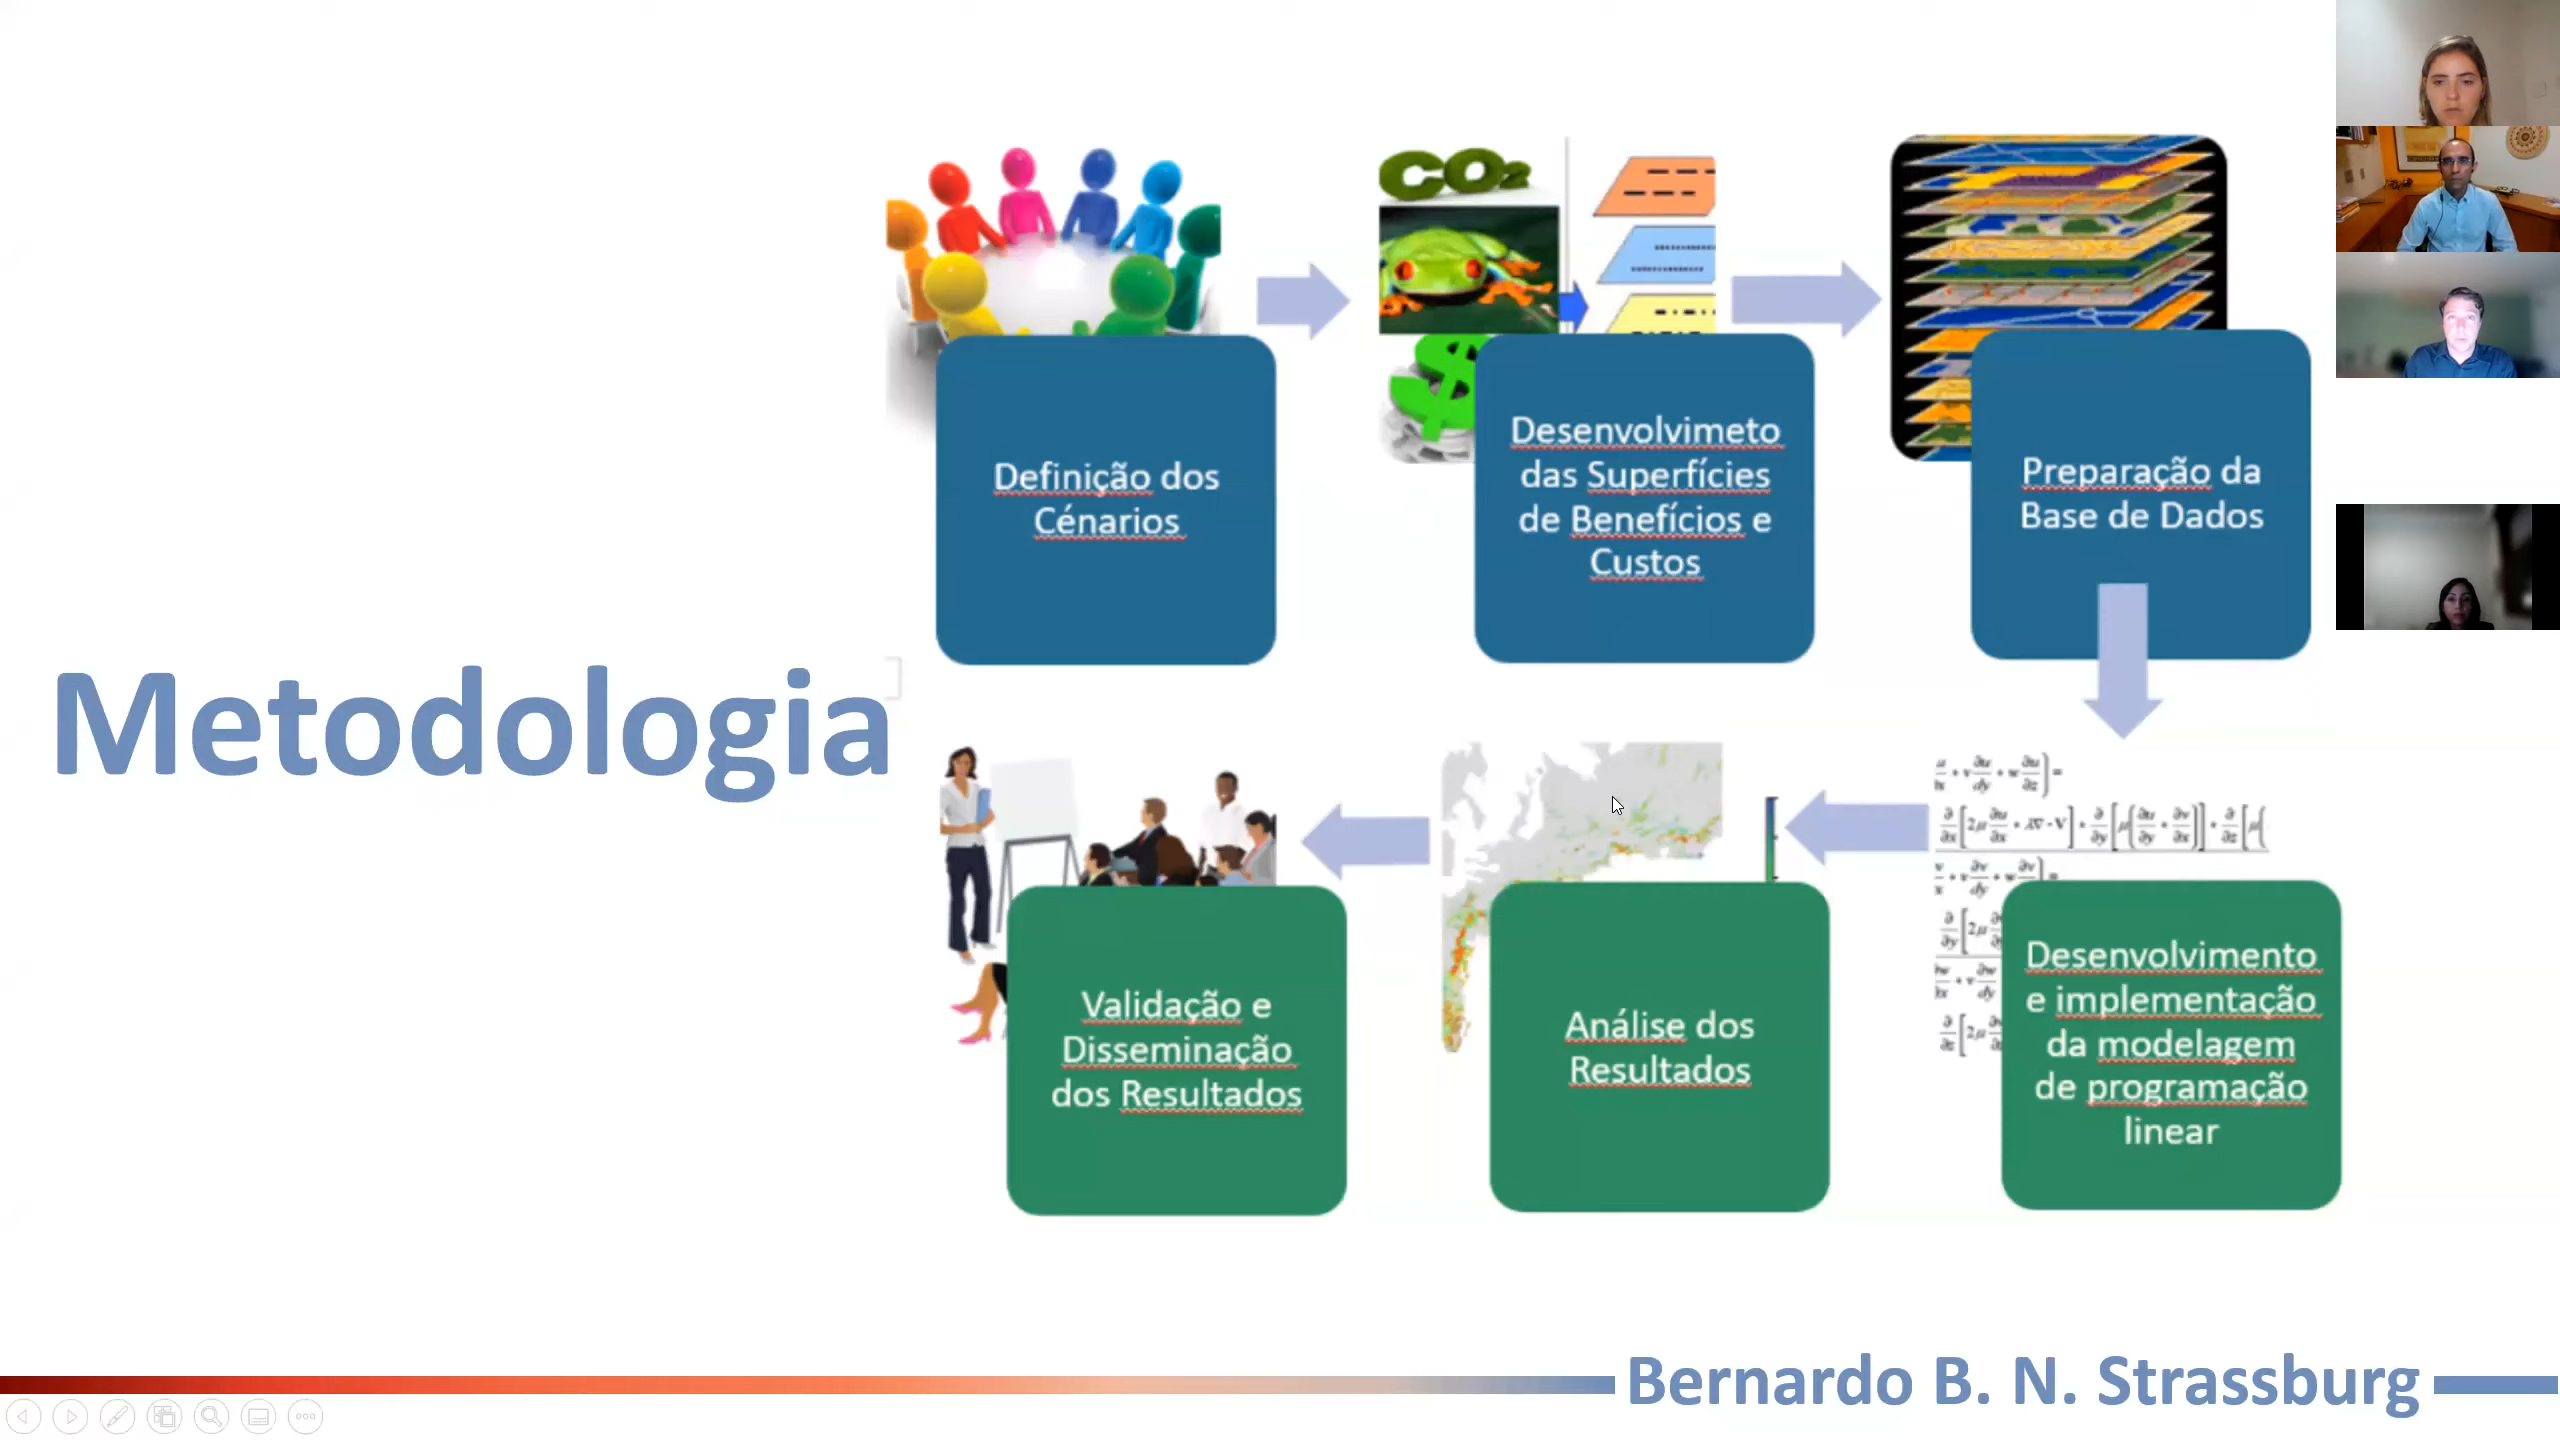 Metodologia
CO2
Definição dos
Cénarios
Desenvolvimeto
das Superfícies
de Benefícios e
Custos
Preparação da
Base de Dados
Desenvolvimento
e implementação
da modelagem
de programação
linear
Análise dos
Resultados
Validação e
Disseminação
dos Resultados
Bernardo B. N. Strassburg